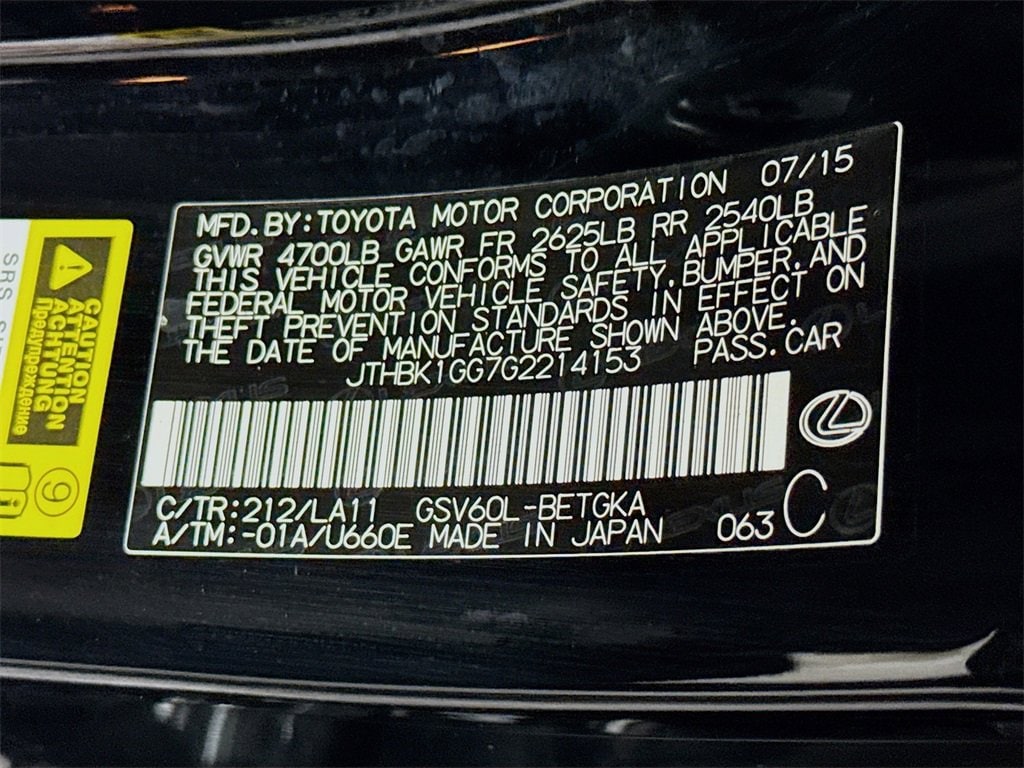 MFD. BY: TOYOTA MOTOR CORPORATION 07/15
GVWR 4700LB GAWR FR 2625LB RR 2540LB
THIS VEHICLE CONFORMS TO ALL APPLICABLE
FEDERAL MOTOR VEHICLE SAFETY, BUMPER, AND
THEFT PREVENTION STANDARDS IN EFFECT ON
THE DATE OF MANUFACTURE SHOWN ABOVE.
JTHBK1GG7G2214153 PASS. CAR
C/TR: 212/LA11 GSV60L-BETGKA
A/TM: -01A/U660E MADE IN JAPAN 063 C
CAUTION
ATTENTION
ACHTUNG
Предупреждение
SRS